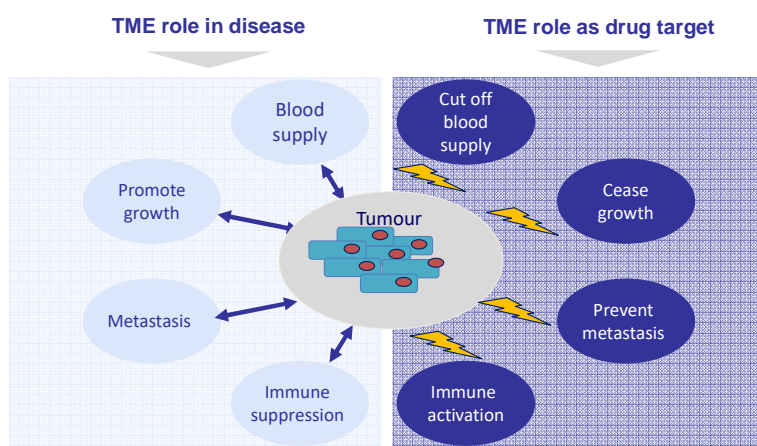 TME role in disease
TME role as drug target
Blood
supply
Cut off
blood
supply
Promote
growth
Cease
growth
Tumour
Metastasis
Prevent
metastasis
Immune
suppression
Immune
activation